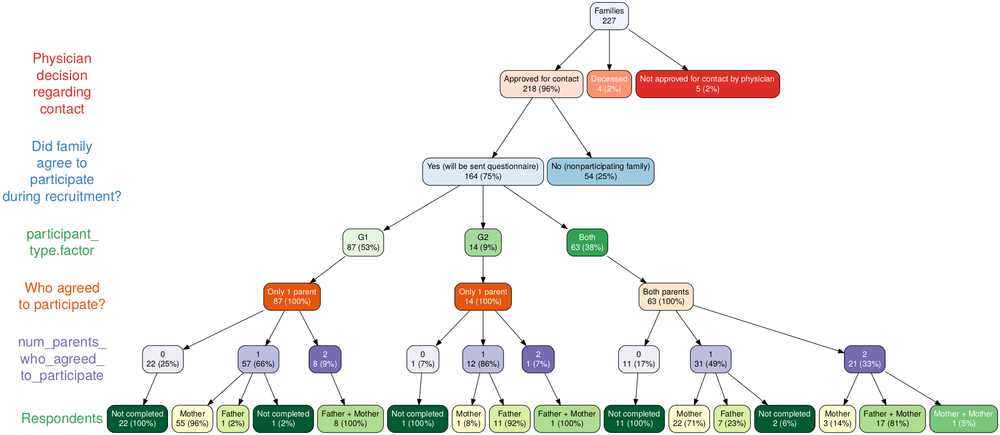 Families
227
Physician
decision
regarding
contact
Approved for contact
218 (96%)
Deceased
4 (2%)
Not approved for contact by physician
5 (2%)
Did family
agree to
participate
during recruitment?
Yes (will be sent questionnaire)
164 (75%)
No (nonparticipating family)
54 (25%)
participant_
type.factor
G1
87 (53%)
G2
14 (9%)
Both
63 (38%)
Who agreed
to participate?
Only 1 parent
87 (100%)
Only 1 parent
14 (100%)
Both parents
63 (100%)
num_parents_
who_agreed_
to_participate
0
22 (25%)
1
57 (66%)
2
8 (9%)
0
1 (7%)
1
12 (86%)
2
1 (7%)
0
11 (17%)
1
31 (49%)
2
21 (33%)
Respondents
Not completed
22 (100%)
Mother
55 (96%)
Father
1 (2%)
Not completed
1 (2%)
Father + Mother
8 (100%)
Not completed
1 (100%)
Mother
1 (8%)
Father
11 (92%)
Father + Mother
1 (100%)
Not completed
11 (100%)
Mother
22 (71%)
Father
7 (23%)
Not completed
2 (6%)
Mother
3 (14%)
Father + Mother
17 (81%)
Mother + Mother
1 (5%)